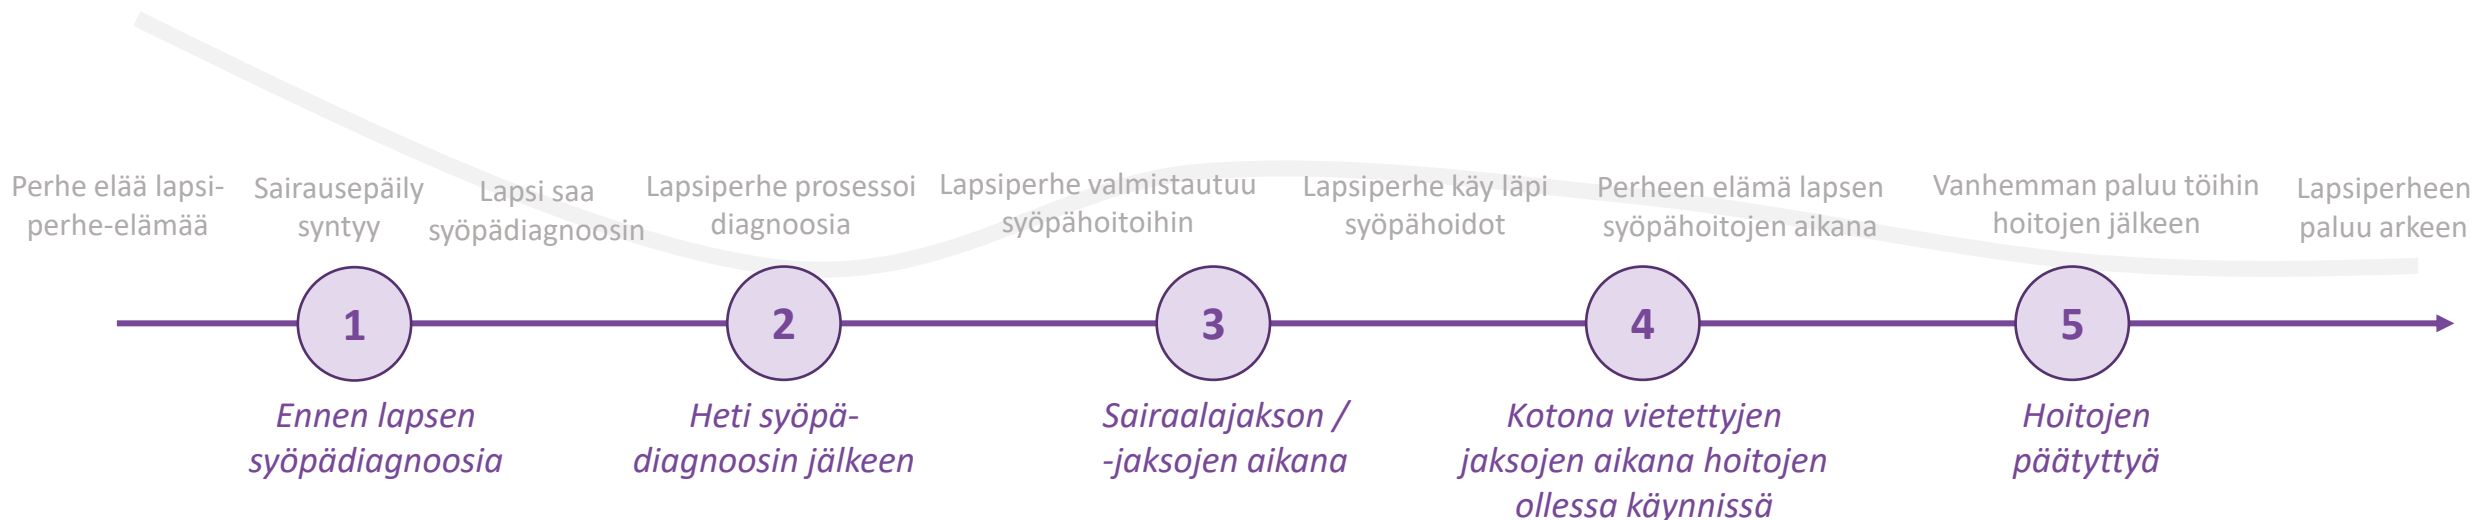 Perhe elää lapsi-
perhe-elämää
Sairausepäily
syntyy
Lapsi saa
syöpädiagnoosin
Lapsiperhe prosessoi
diagnoosia
Lapsiperhe valmistautuu
syöpähoitoihin
Lapsiperhe käy läpi
syöpähoidot
Perheen elämä lapsen
syöpähoitojen aikana
Vanhemman paluu töihin
hoitojen jälkeen
Lapsiperheen
paluu arkeen
1
2
3
4
5
Ennen lapsen
syöpädiagnoosia
Heti syöpä-
diagnoosin jälkeen
Sairaalajakson /
-jaksojen aikana
Kotona vietettyjen
jaksojen aikana hoitojen
ollessa käynnissä
Hoitojen
päätyttyä